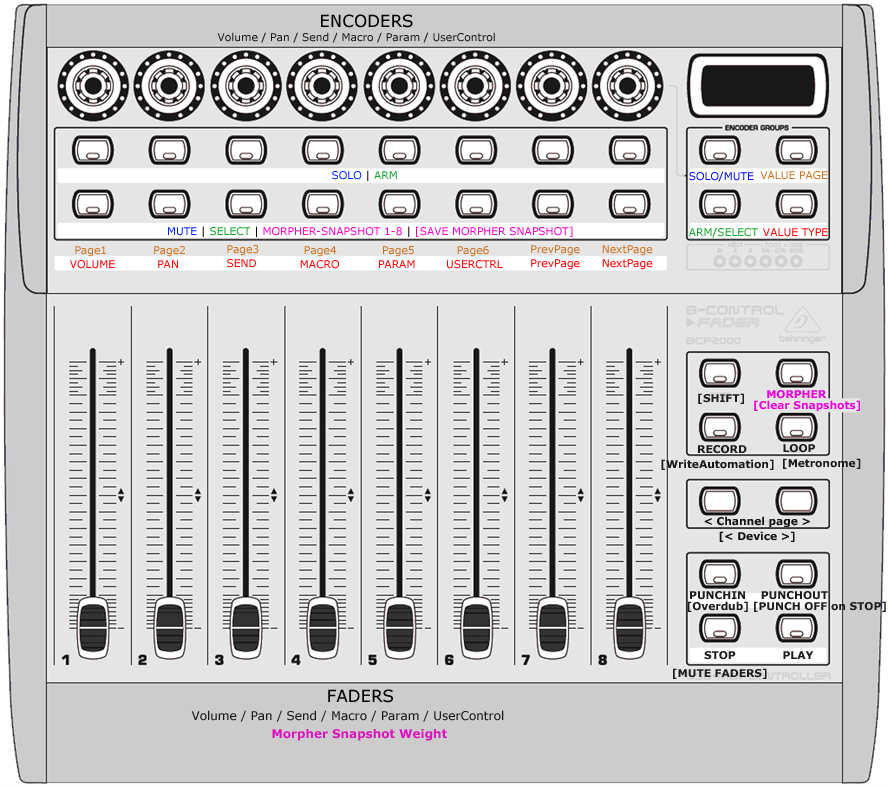 ENCODERS
Volume / Pan / Send / Macro / Param / UserControl
ENCODER GROUPS
SOLO | ARM
SOLO/MUTE VALUE PAGE
MUTE | SELECT | MORPHER-SNAPSHOT 1-8 | [SAVE MORPHER SNAPSHOT]
ARM/SELECT VALUE TYPE
Page1 Page2 Page3 Page4 Page5 Page6 PrevPage NextPage
VOLUME PAN SEND MACRO PARAM USERCTRL PrevPage NextPage
B-CONTROL
FADER
BCF2000
behringer
+ + + + + + + +
[SHIFT] MORPHER
[Clear Snapshots]
RECORD LOOP
[WriteAutomation] [Metronome]
< Channel page >
[< Device >]
PUNCHIN PUNCHOUT
[Overdub] [PUNCH OFF on STOP]
STOP PLAY
1 2 3 4 5 6 7 8
[MUTE FADERS]
FADERS
Volume / Pan / Send / Macro / Param / UserControl
Morpher Snapshot Weight